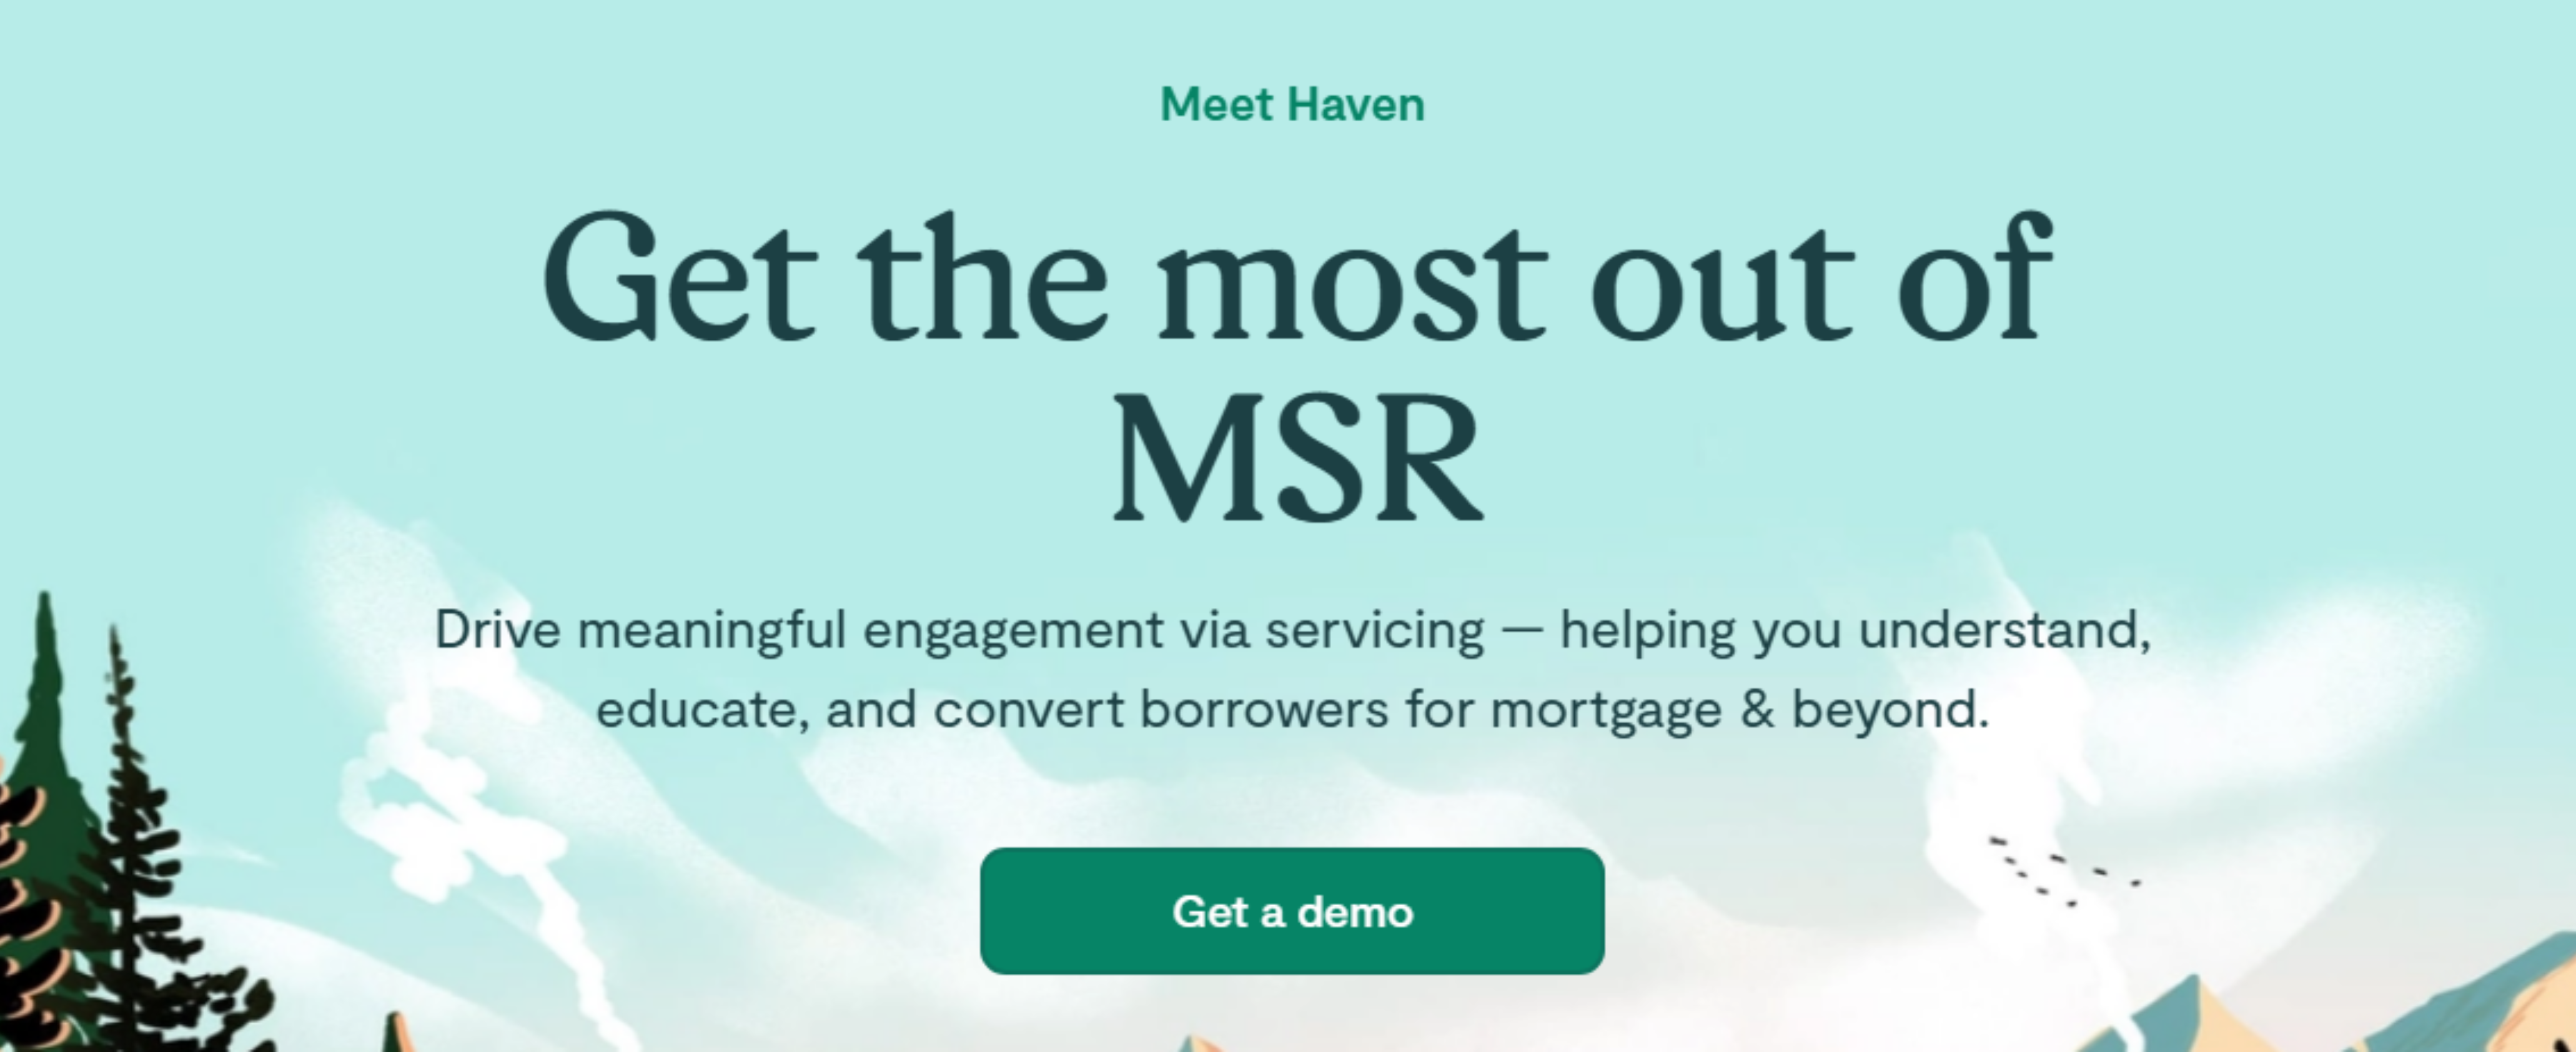 Meet Haven
Get the most out of
MSR
Drive meaningful engagement via servicing — helping you understand,
educate, and convert borrowers for mortgage & beyond.
Get a demo